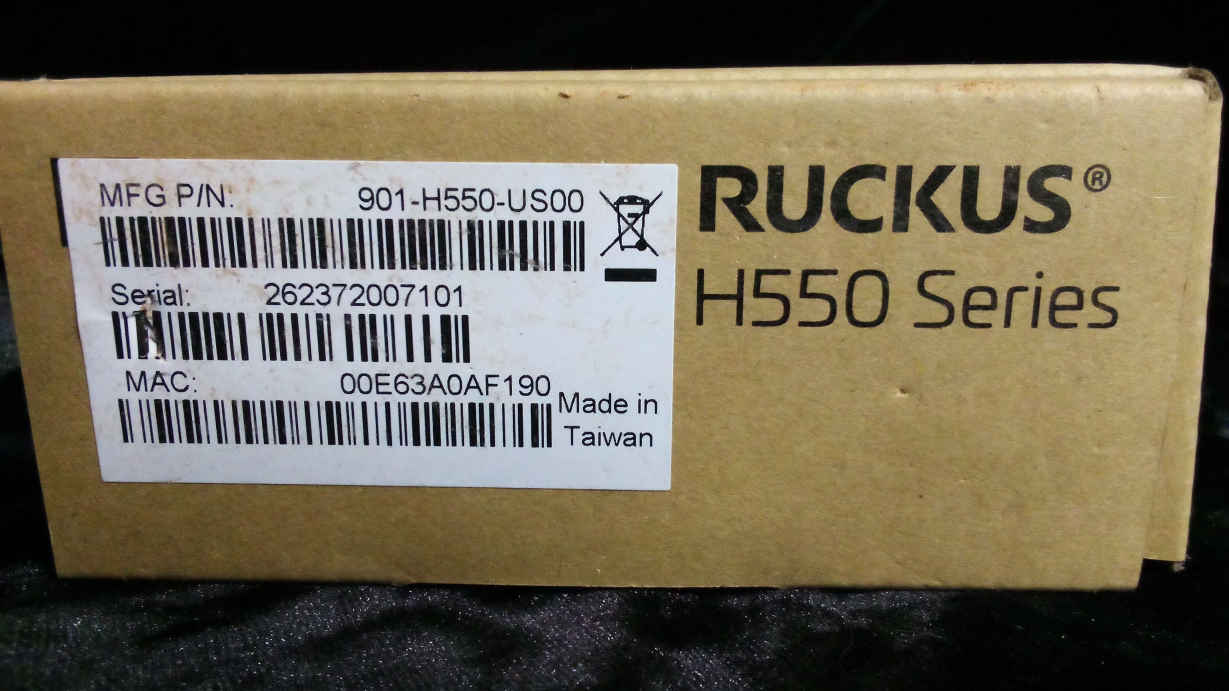 MFG P/N: 901-H550-US00
Serial: 262372007101
MAC: 00E63A0AF190
Made in
Taiwan
RUCKUS®
H550 Series